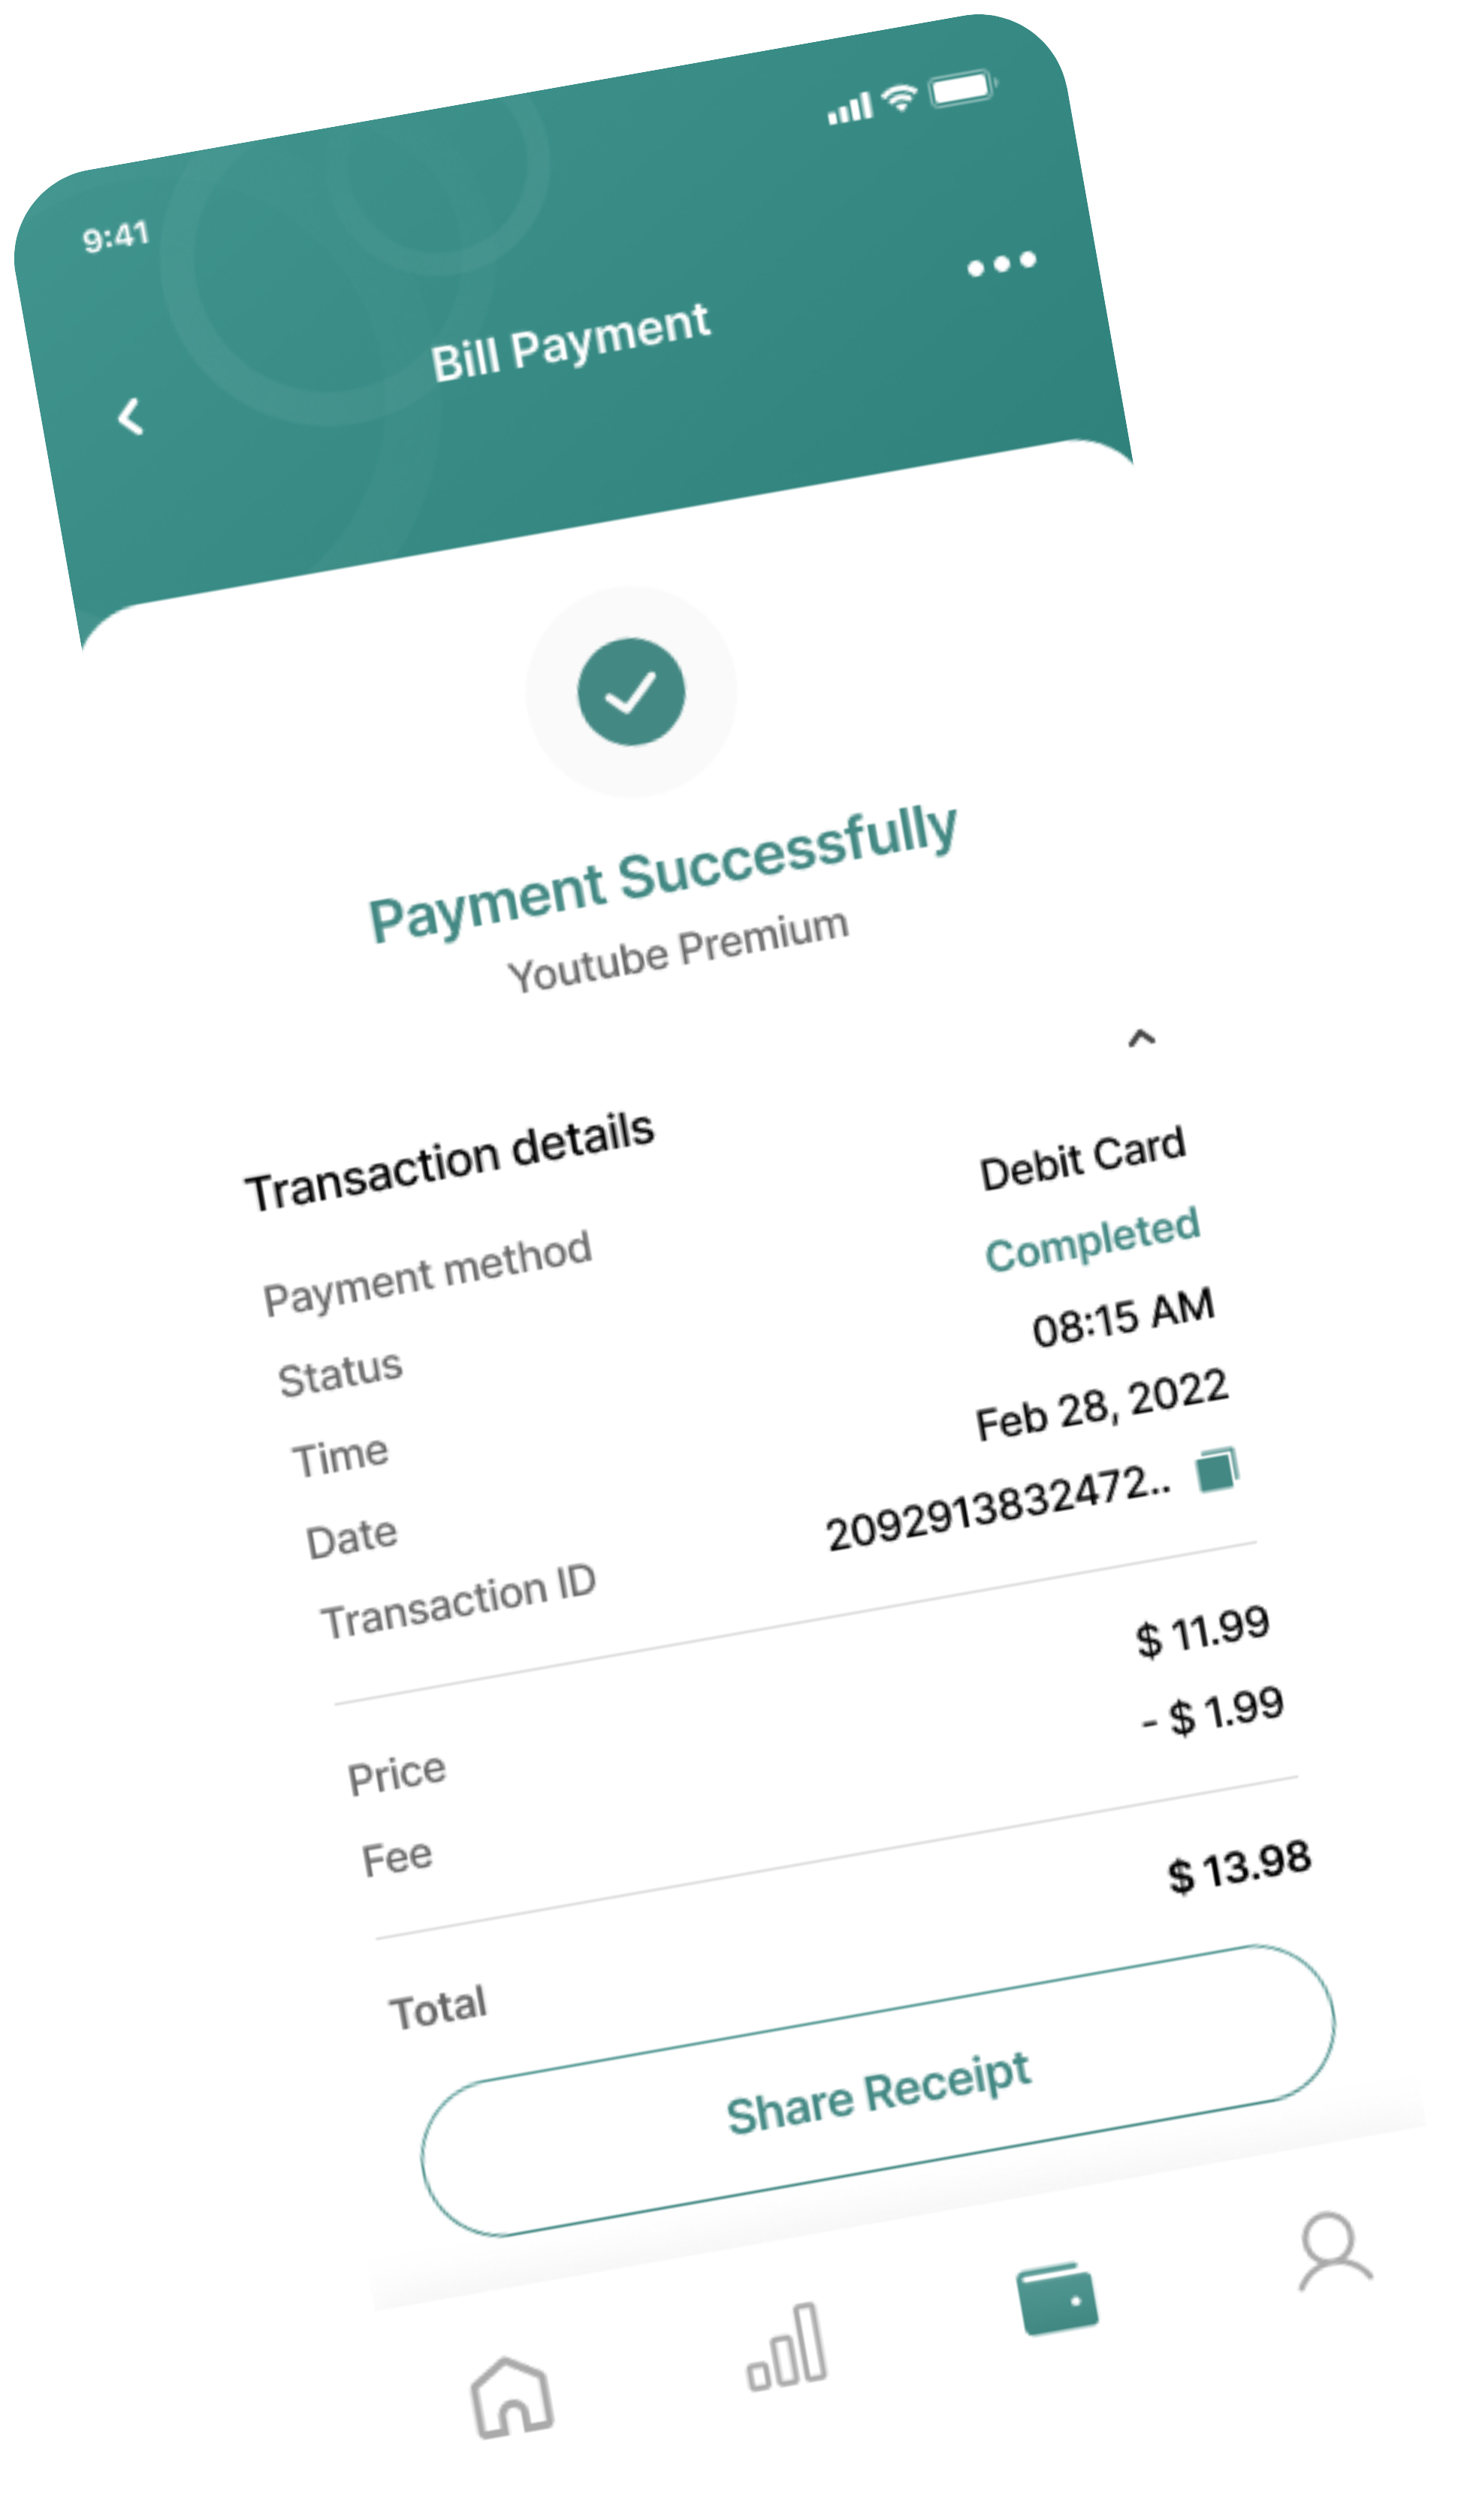 9:41
Bill Payment
Payment Successfully
Youtube Premium
Transaction details
Payment method Debit Card
Status Completed
Time 08:15 AM
Date Feb 28, 2022
Transaction ID 2092913832472..
Price $ 11.99
Fee - $ 1.99
Total $ 13.98
Share Receipt